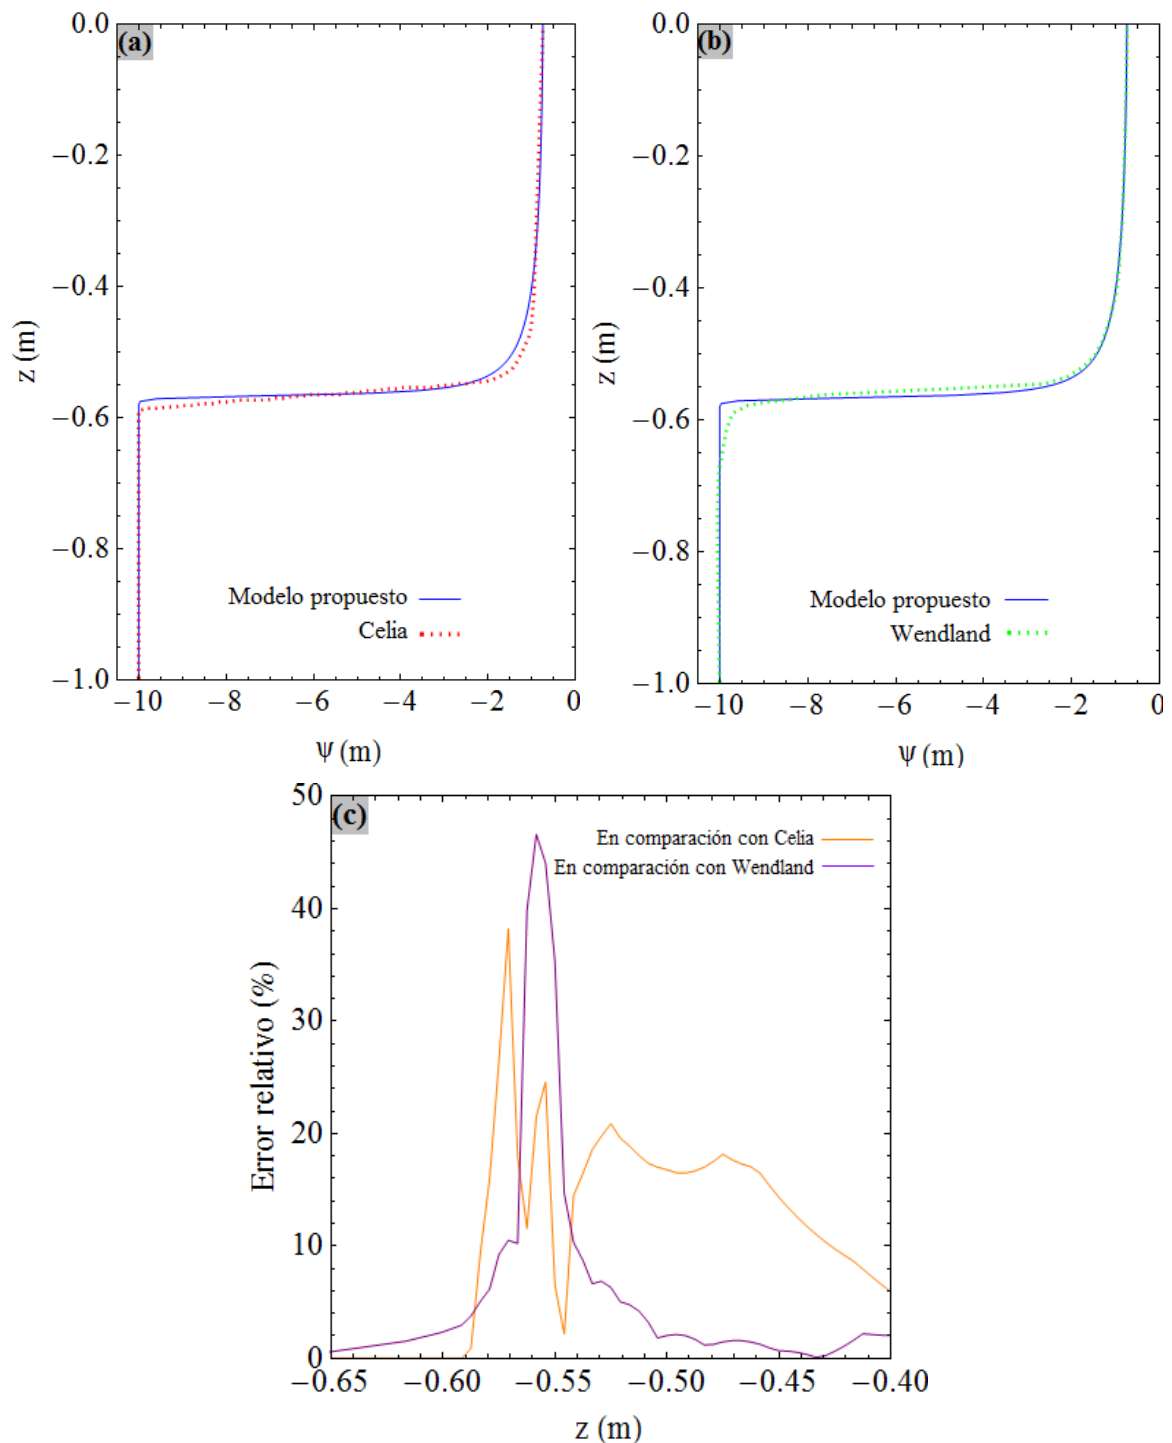 (a)
0.0
−0.2
−0.4
−0.6
−0.8
−1.0
z (m)
Modelo propuesto
Celia
−10
−8
−6
−4
−2
0
ψ (m)
(b)
0.0
−0.2
−0.4
−0.6
−0.8
−1.0
z (m)
Modelo propuesto
Wendland
−10
−8
−6
−4
−2
0
ψ (m)
(c)
50
40
30
20
10
0
Error relativo (%)
En comparación con Celia
En comparación con Wendland
−0.65
−0.60
−0.55
−0.50
−0.45
−0.40
z (m)